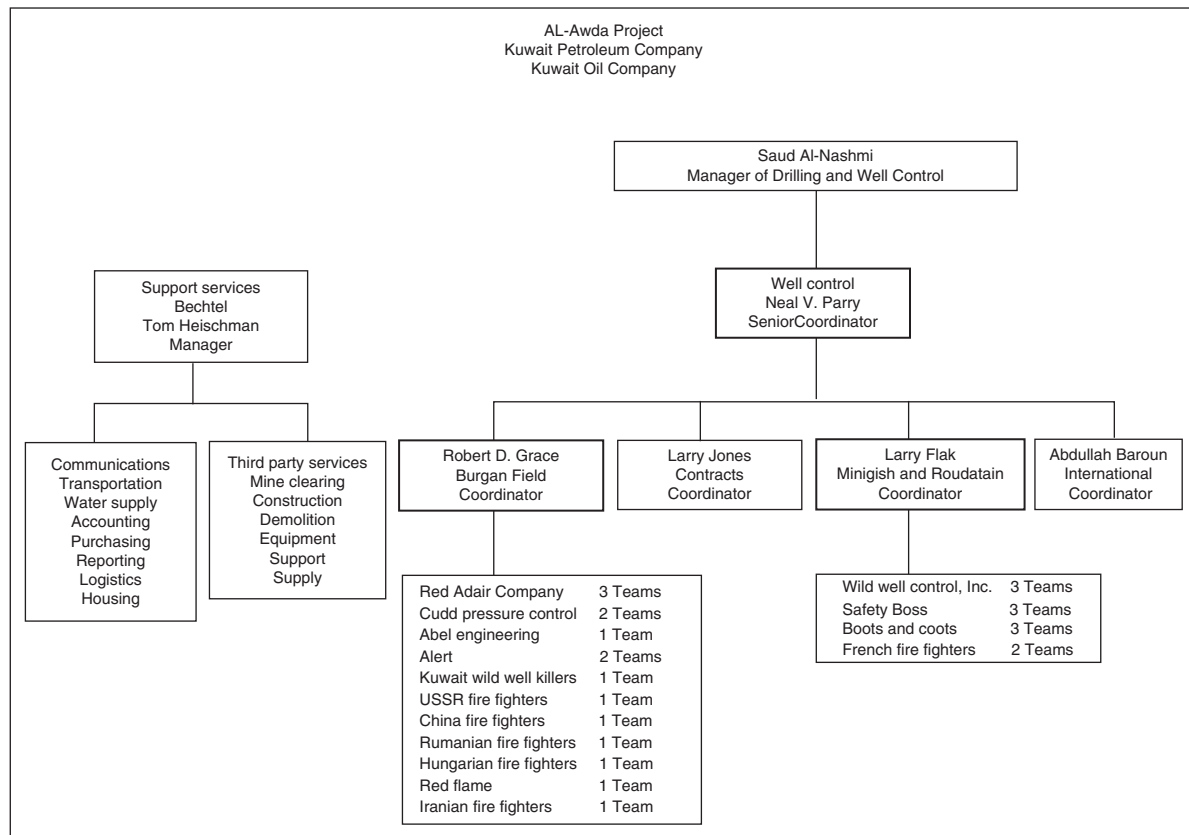 AL-Awda Project
Kuwait Petroleum Company
Kuwait Oil Company
Saud Al-Nashmi
Manager of Drilling and Well Control
Support services
Bechtel
Tom Heischman
Manager
Well control
Neal V. Parry
SeniorCoordinator
Communications
Transportation
Water supply
Accounting
Purchasing
Reporting
Logistics
Housing
Third party services
Mine clearing
Construction
Demolition
Equipment
Support
Supply
Robert D. Grace
Burgan Field
Coordinator
Larry Jones
Contracts
Coordinator
Larry Flak
Minigish and Roudatain
Coordinator
Abdullah Baroun
International
Coordinator
Red Adair Company 3 Teams
Cudd pressure control 2 Teams
Abel engineering 1 Team
Alert 2 Teams
Kuwait wild well killers 1 Team
USSR fire fighters 1 Team
China fire fighters 1 Team
Rumanian fire fighters 1 Team
Hungarian fire fighters 1 Team
Red flame 1 Team
Iranian fire fighters 1 Team
Wild well control, Inc. 3 Teams
Safety Boss 3 Teams
Boots and coots 3 Teams
French fire fighters 2 Teams